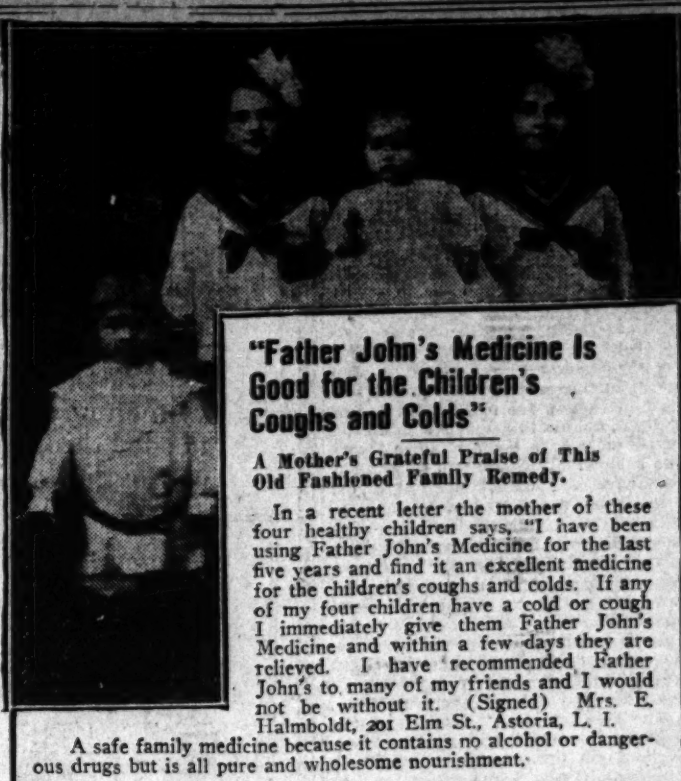 “Father John's Medicine Is
Good for the Children's
Coughs and Colds”
A Mother's Grateful Praise of This
Old Fashioned Family Remedy.
In a recent letter the mother of these
four healthy children says, “I have been
using Father John's Medicine for the last
five years and find it an excellent medicine
for the children's coughs and colds. If any
of my four children have a cold or cough
I immediately give them Father John's
Medicine and within a few days they are
relieved. I have recommended Father
John's to many of my friends and I would
not be without it. (Signed) Mrs. E.
Halmboldt, 201 Elm St., Astoria, L. I.
A safe family medicine because it contains no alcohol or danger-
ous drugs but is all pure and wholesome nourishment.